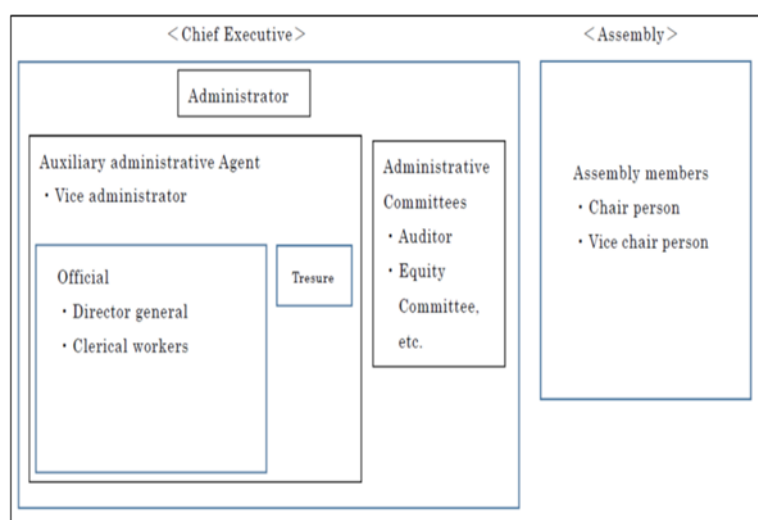 ＜Chief Executive＞
＜Assembly＞
Administrator
Auxiliary administrative Agent
・Vice administrator
Official
・Director general
・Clerical workers
Tresure
Administrative
Committees
・Auditor
・Equity
Committee,
etc.
Assembly members
・Chair person
・Vice chair person